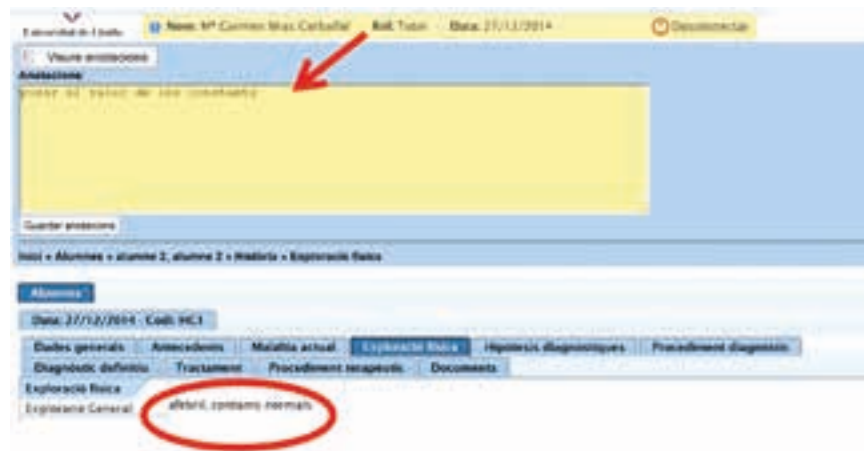 Universitat de Lleida
Nom: Mª Carmen Rol: Tutor Data: 27/12/2014 Desconnectar
Veure anotacions
Anotacions
posar el valor de les constants
Guardar anotacions
Inici » Alumnes » alumne 2, alumne 2 » Història » Exploració física
Alumnes
Data: 27/12/2014 - Codi: HC1
Dades generals Antecedents Malaltia actual Exploració física Hipòtesis diagnòstiques Procediment diagnòstic
Diagnòstic definitiu Tractament Procediment terapèutic Documents
Exploració física
Exploració General afebril, constants normals